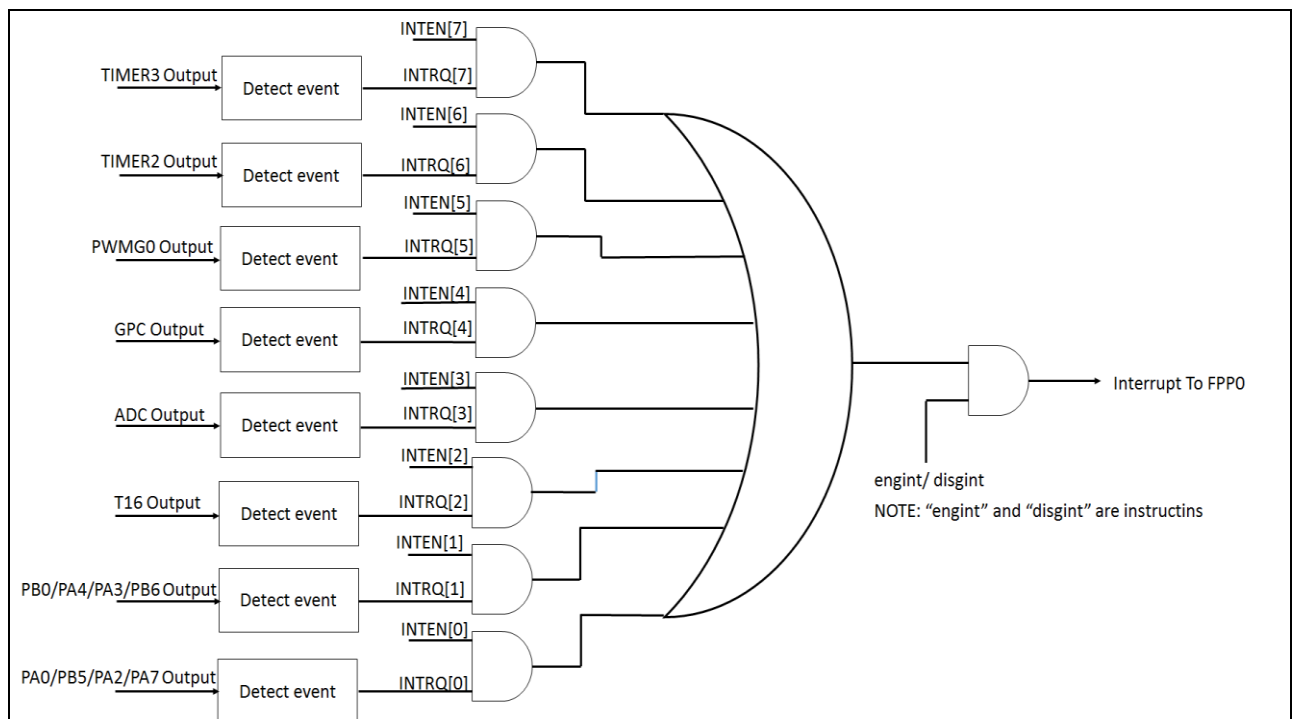 INTEN[7]
TIMER3 Output
Detect event
INTRQ[7]
INTEN[6]
TIMER2 Output
Detect event
INTRQ[6]
INTEN[5]
PWMG0 Output
Detect event
INTRQ[5]
INTEN[4]
GPC Output
Detect event
INTRQ[4]
INTEN[3]
ADC Output
Detect event
INTRQ[3]
INTEN[2]
T16 Output
Detect event
INTRQ[2]
INTEN[1]
PB0/PA4/PA3/PB6 Output
Detect event
INTRQ[1]
INTEN[0]
PA0/PB5/PA2/PA7 Output
Detect event
INTRQ[0]
Interrupt To FPP0
engint/ disgint
NOTE: “engint” and “disgint” are instructins